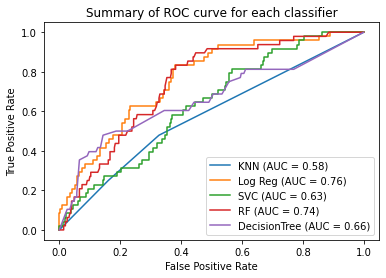 Summary of ROC curve for each classifier
True Positive Rate
1.0
0.8
0.6
0.4
0.2
0.0
KNN (AUC = 0.58)
Log Reg (AUC = 0.76)
SVC (AUC = 0.63)
RF (AUC = 0.74)
DecisionTree (AUC = 0.66)
0.0 0.2 0.4 0.6 0.8 1.0
False Positive Rate